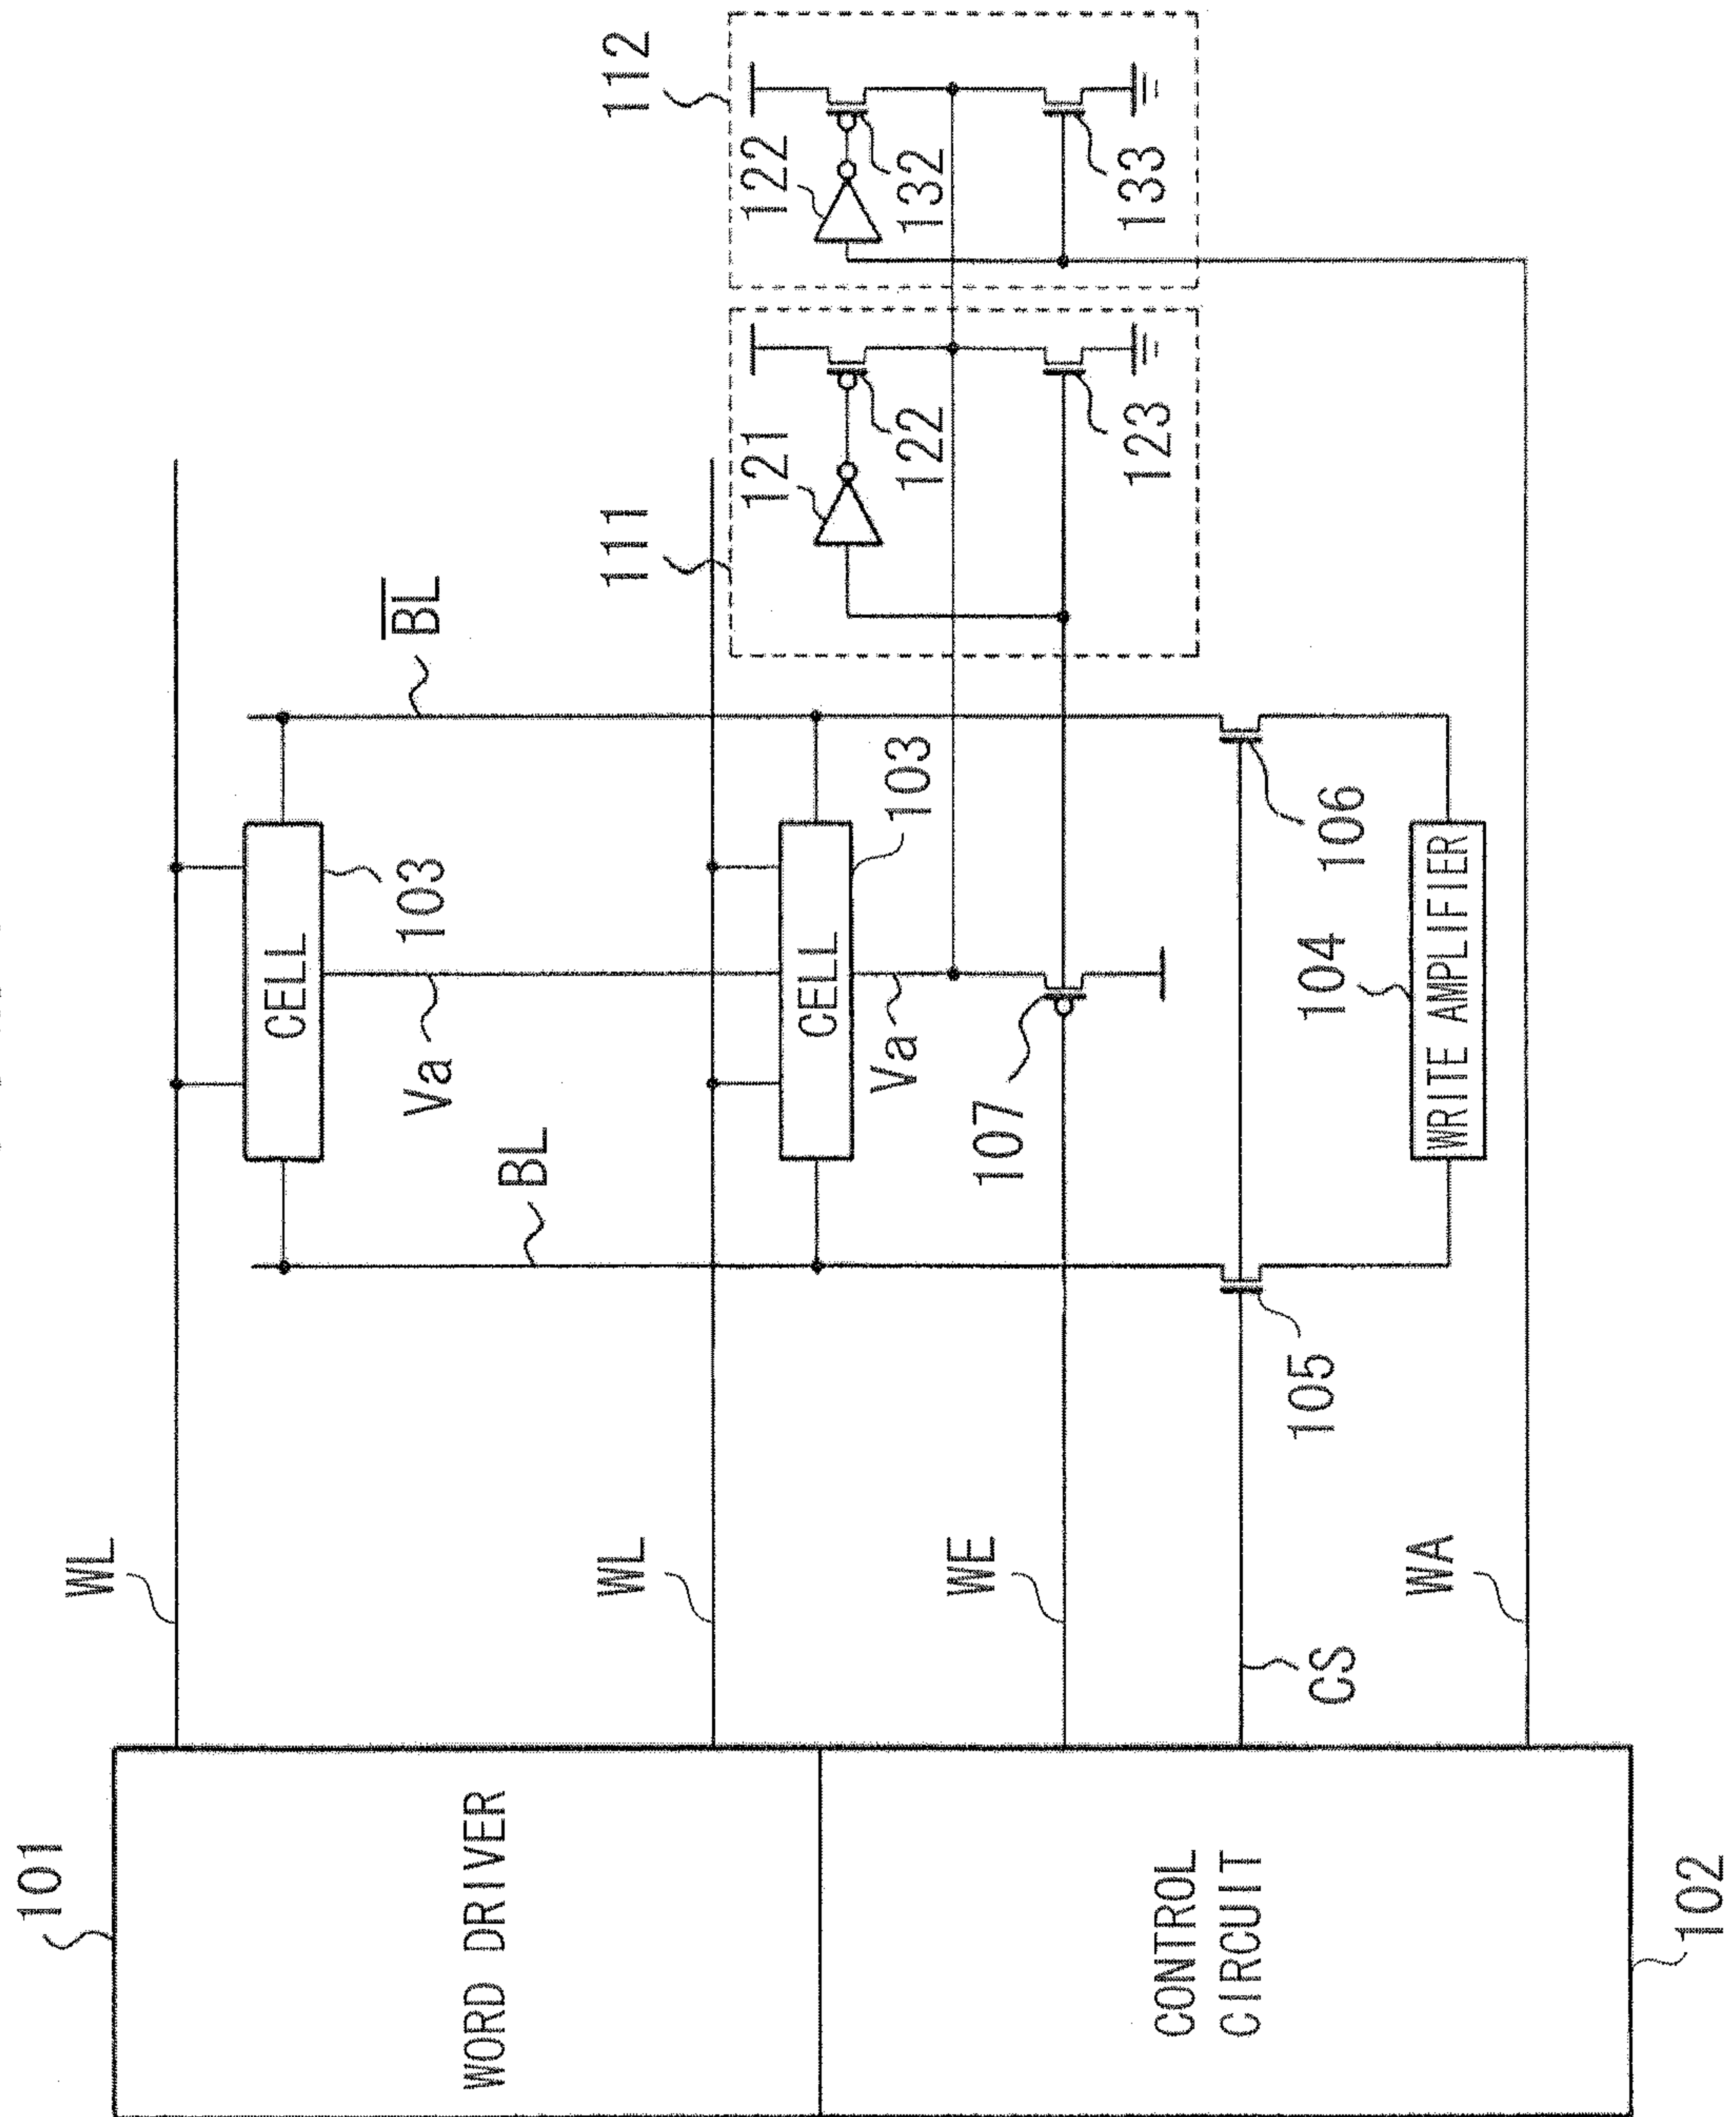 101
WORD DRIVER
CONTROL
CIRCUIT
102
WL
WL
WE
CS
WA
BL
B̅L̅
CELL
103
Va
CELL
103
Va
107
105
106
104
WRITE AMPLIFIER
111
121
122
123
112
122
132
133